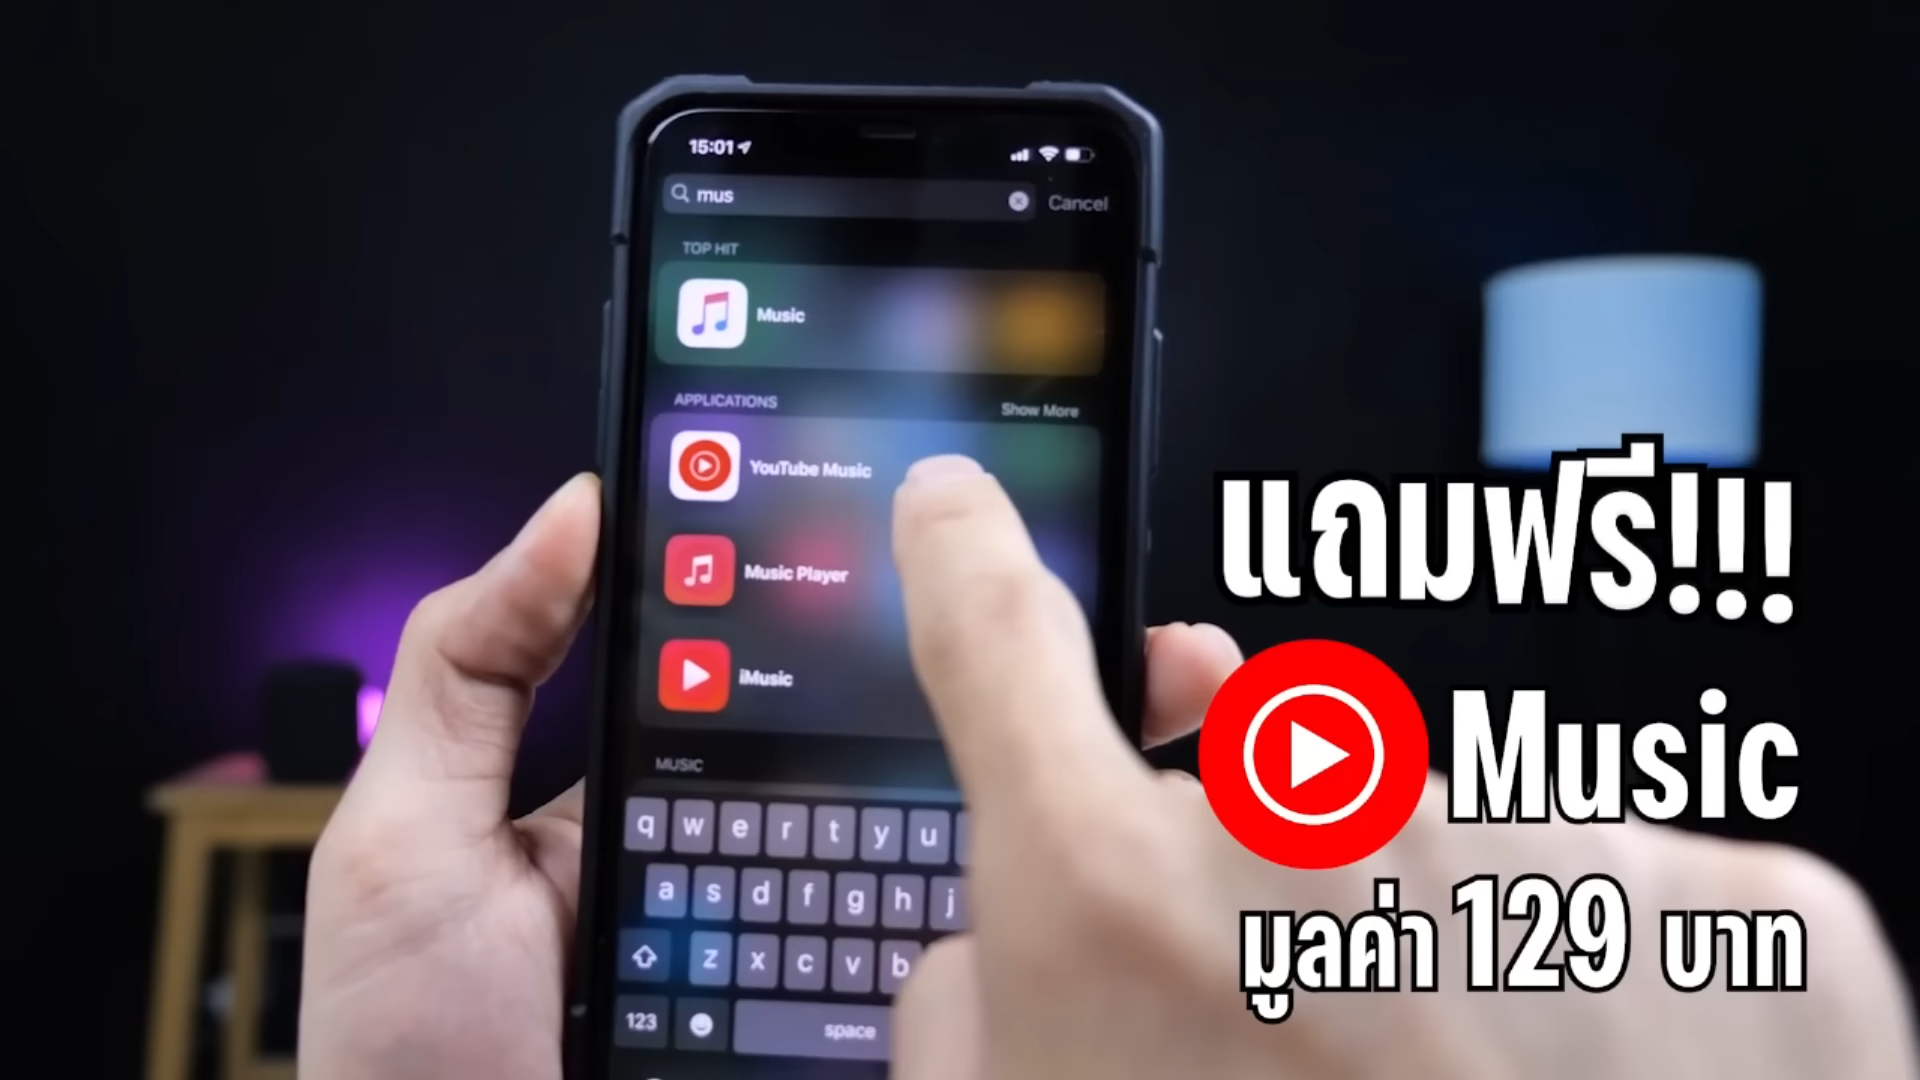 15:01
mus
Cancel
TOP HIT
Music
APPLICATIONS
Show More
YouTube Music
Music Player
iMusic
MUSIC
q w e r t y u
a s d f g h j
z x c v b
123
space
แถมฟรี!!!
Music
มูลค่า 129 บาท